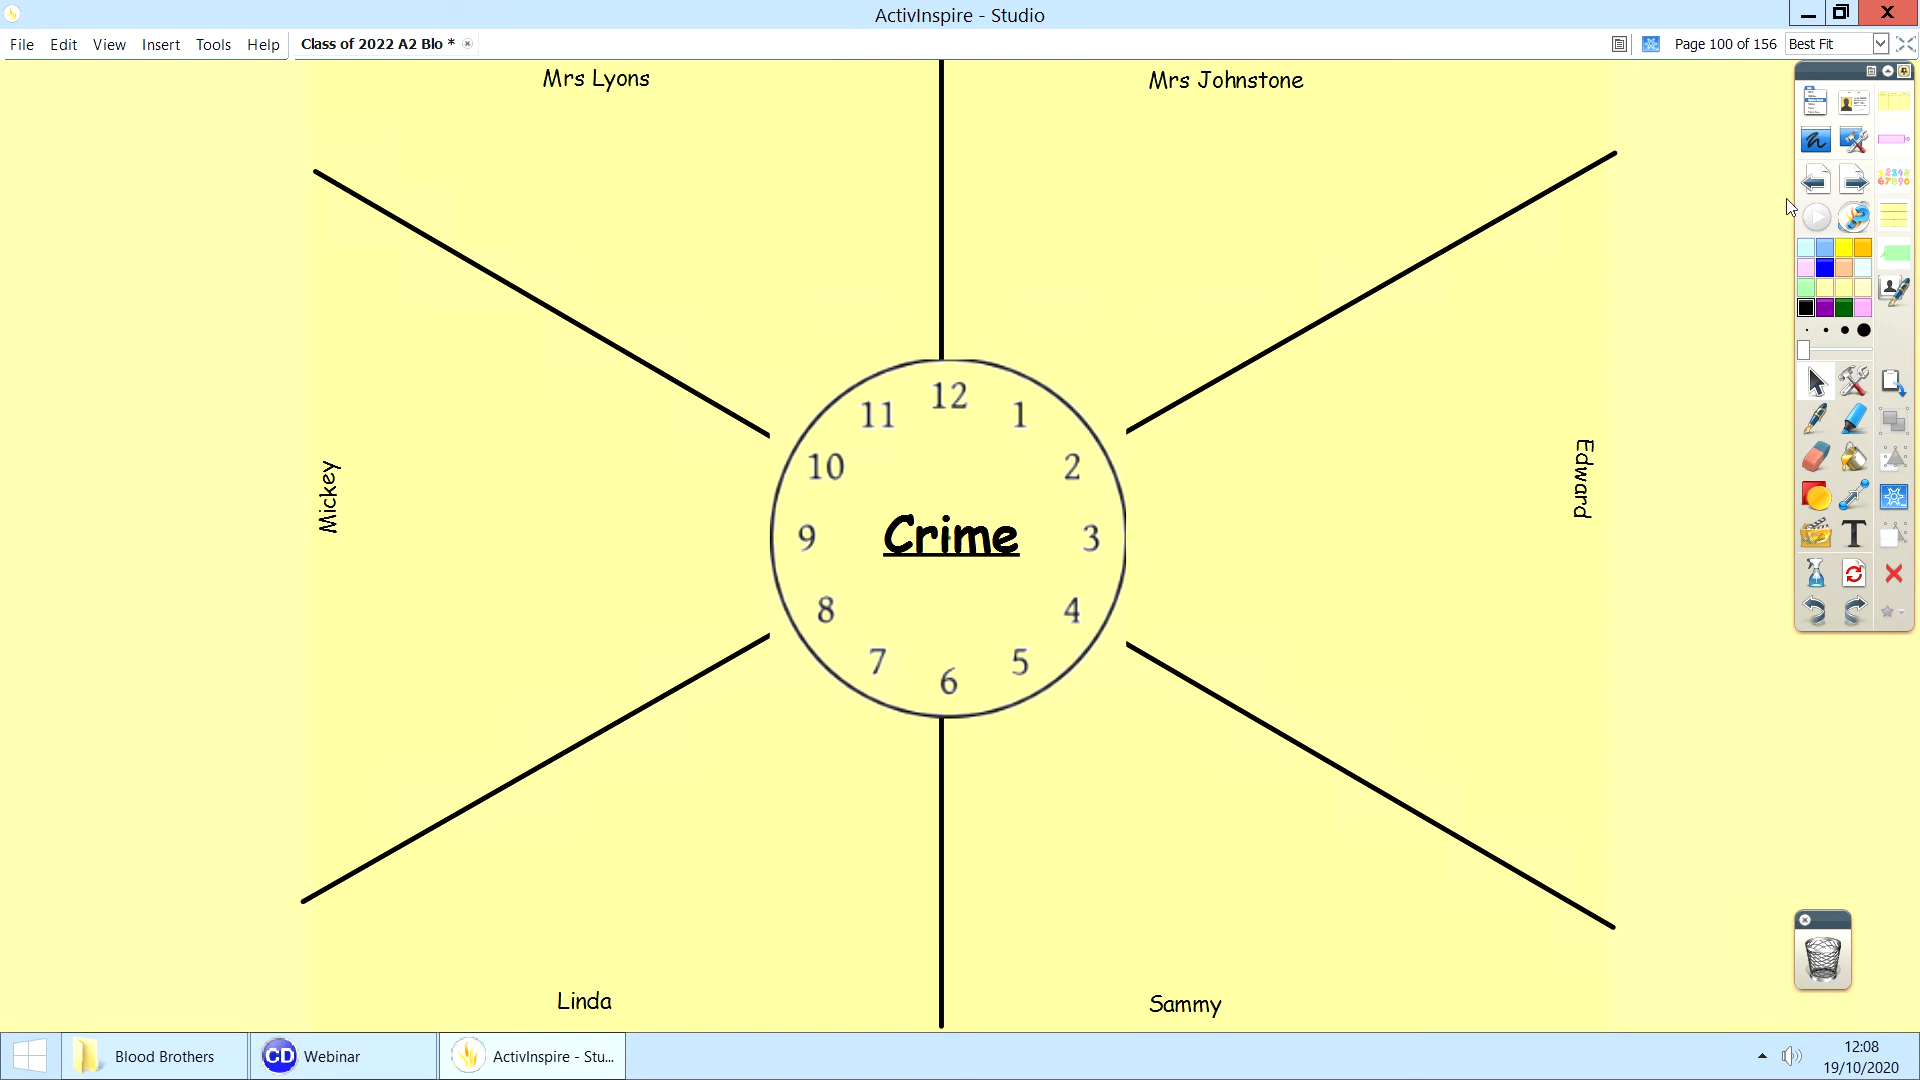 ActivInspire - Studio
File Edit View Insert Tools Help
Class of 2022 A2 Blo *
Page 100 of 156
Best Fit
Mrs Lyons
Mrs Johnstone
Mickey
Edward
12
11
1
10
2
9
Crime
3
8
4
7
5
6
Linda
Sammy
Blood Brothers
CD Webinar
ActivInspire - Stu...
12:08
19/10/2020